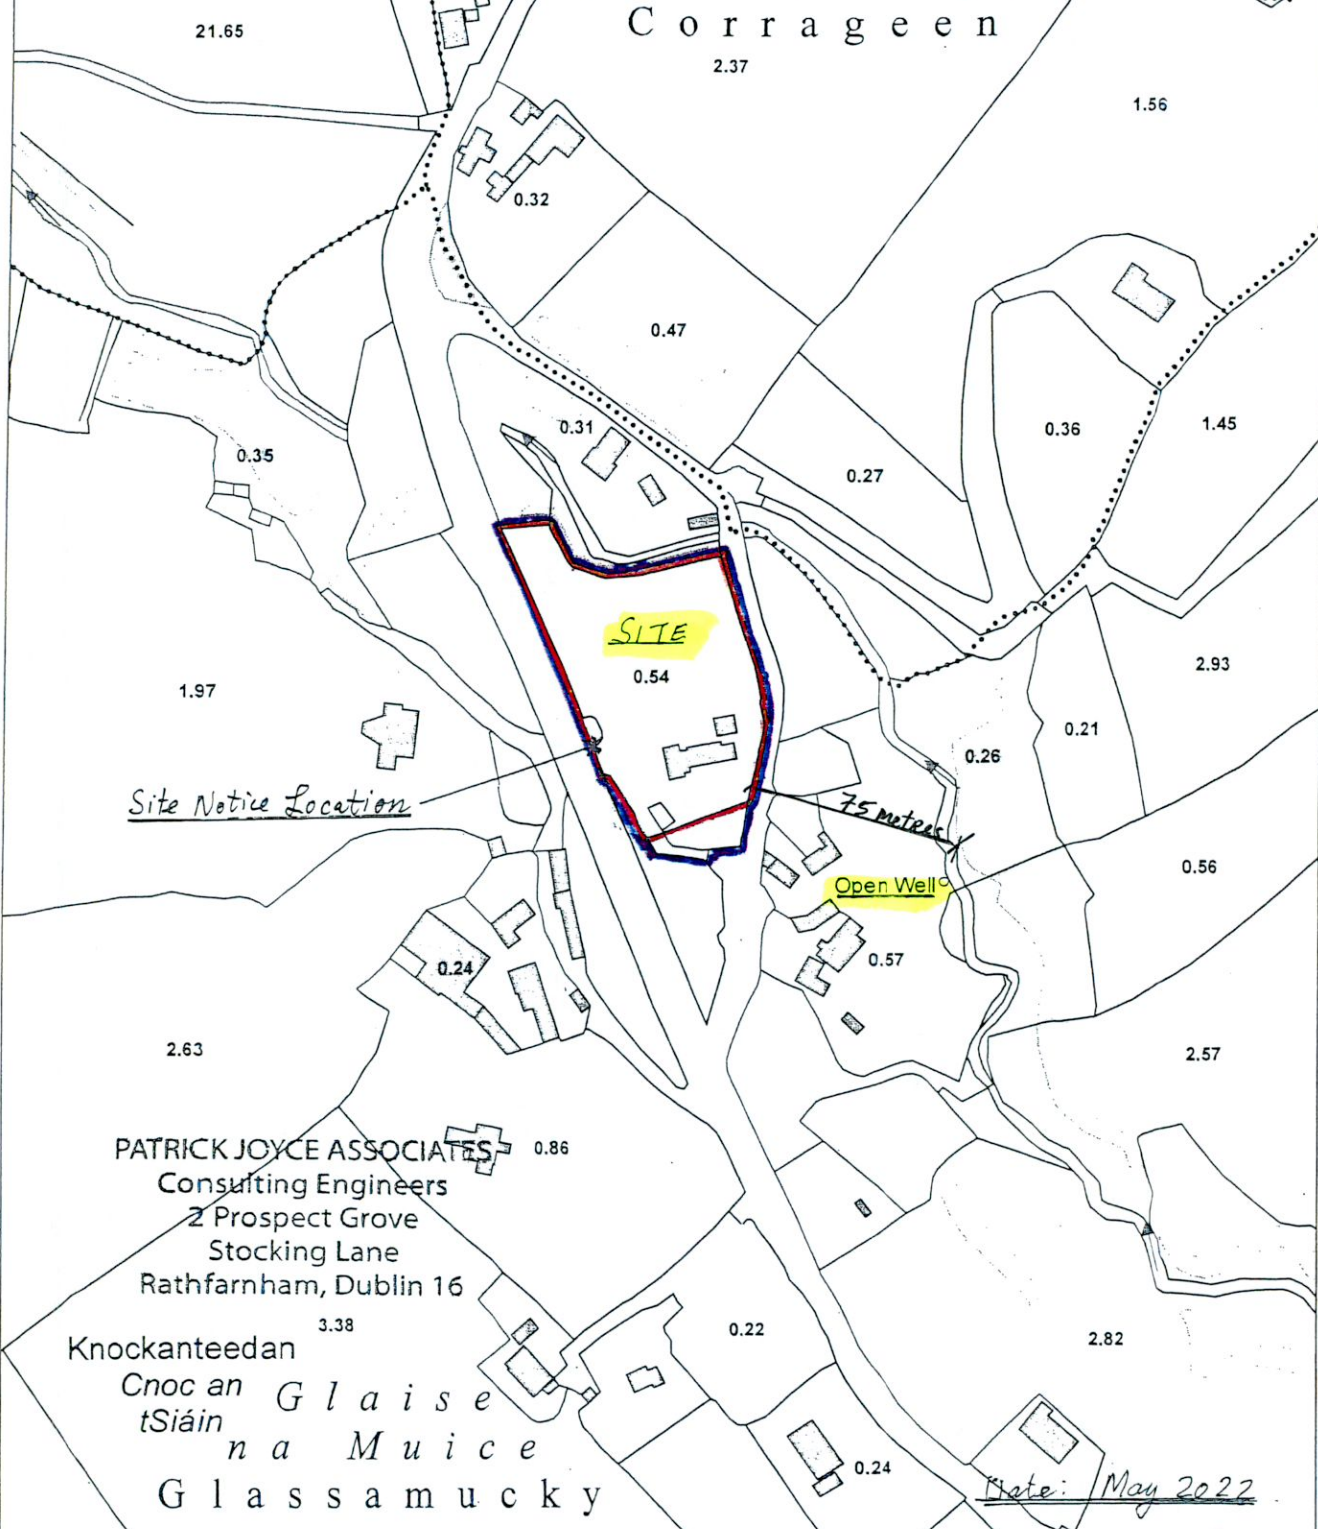 21.65
Corrageen
2.37
1.56
0.32
0.47
0.31
0.35
0.27
0.36
1.45
SITE
0.54
1.97
2.93
0.21
0.26
Site Notice Location
75 metres
Open Well
0.56
0.57
0.24
2.63
2.57
PATRICK JOYCE ASSOCIATES
Consulting Engineers
2 Prospect Grove
Stocking Lane
Rathfarnham, Dublin 16
0.86
3.38
0.22
2.82
Knockanteedan
Cnoc an
tSiáin
Glaise
na Muice
Glassamucky
0.24
Date: May 2022